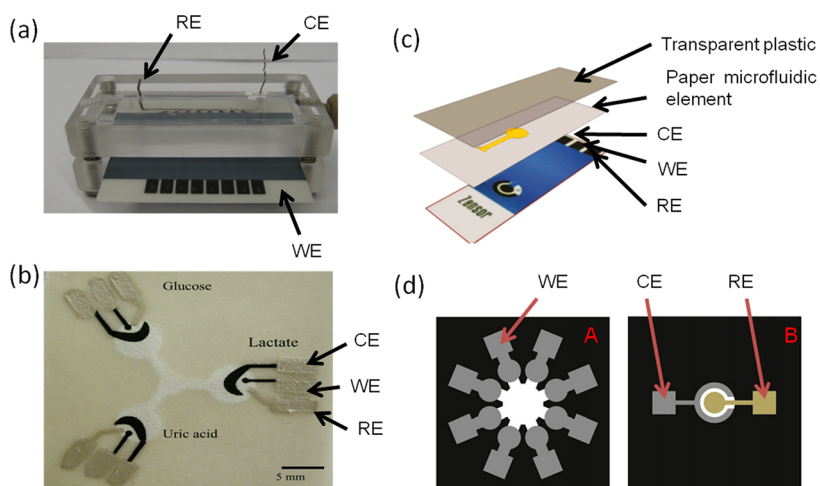 (a)
RE
CE
WE
(b)
Glucose
Lactate
CE
WE
RE
Uric acid
5 mm
(c)
Transparent plastic
Paper microfluidic
element
CE
WE
RE
Zensor
(d)
WE
CE
RE
A
B